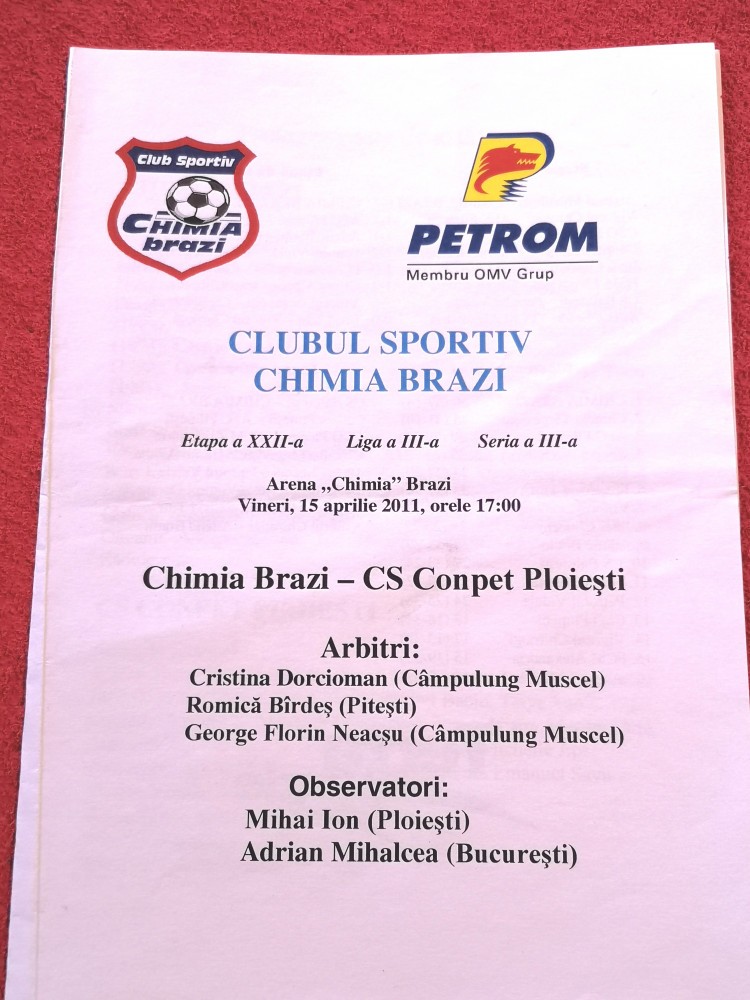 Club Sportiv
CHIMIA
brazi
PETROM
Membru OMV Grup
CLUBUL SPORTIV
CHIMIA BRAZI
Etapa a XXII-a Liga a III-a Seria a III-a
Arena „Chimia” Brazi
Vineri, 15 aprilie 2011, orele 17:00
Chimia Brazi – CS Conpet Ploieşti
Arbitri:
Cristina Dorcioman (Câmpulung Muscel)
Romică Bîrdeş (Piteşti)
George Florin Neacşu (Câmpulung Muscel)
Observatori:
Mihai Ion (Ploieşti)
Adrian Mihalcea (Bucureşti)